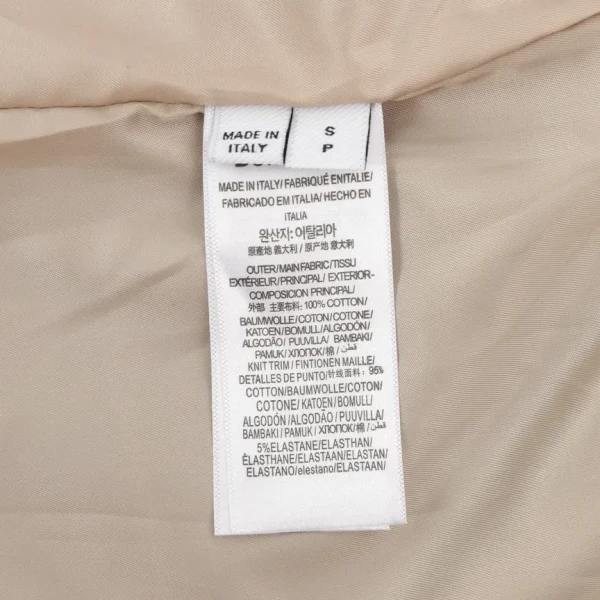 MADE IN
ITALY
S
P
MADE IN ITALY/ FABRIQUÉ ENITALIE/
FABRICADO EM ITALIA/ HECHO EN
ITALIA
완산지: 이탈리아
原產地 義大利 / 原产地 意大利
OUTER/MAIN FABRIC/TISSU
EXTÉRIEUR/PRINCIPAL/ EXTERIOR-
COMPOSICION PRINCIPAL/
外部 主要布料: 100% COTTON/
BAUMWOLLE/COTON/COTONE/
KATOEN/BOMULL/ALGODÓN/
ALGODÃO/ PUUVILLA/ BAMBAKI/
PAMUK/ХЛОПОК/棉/ قطن/
KNIT TRIM / FINTIONEN MAILLE/
DETALLES DE PUNTO/针线面料: 95%
COTTON/BAUMWOLLE/COTON/
COTONE/ KATOEN/ BOMULL/
ALGODÓN/ALGODÃO/ PUUVILLA/
BAMBAKI/ PAMUK / ХЛОПОК/棉/ قطن/
5%ELASTANE/ELASTHAN/
ÉLASTHANE/ELASTAAN/ELASTAN/
ELASTANO/elestano/ELASTAAN/